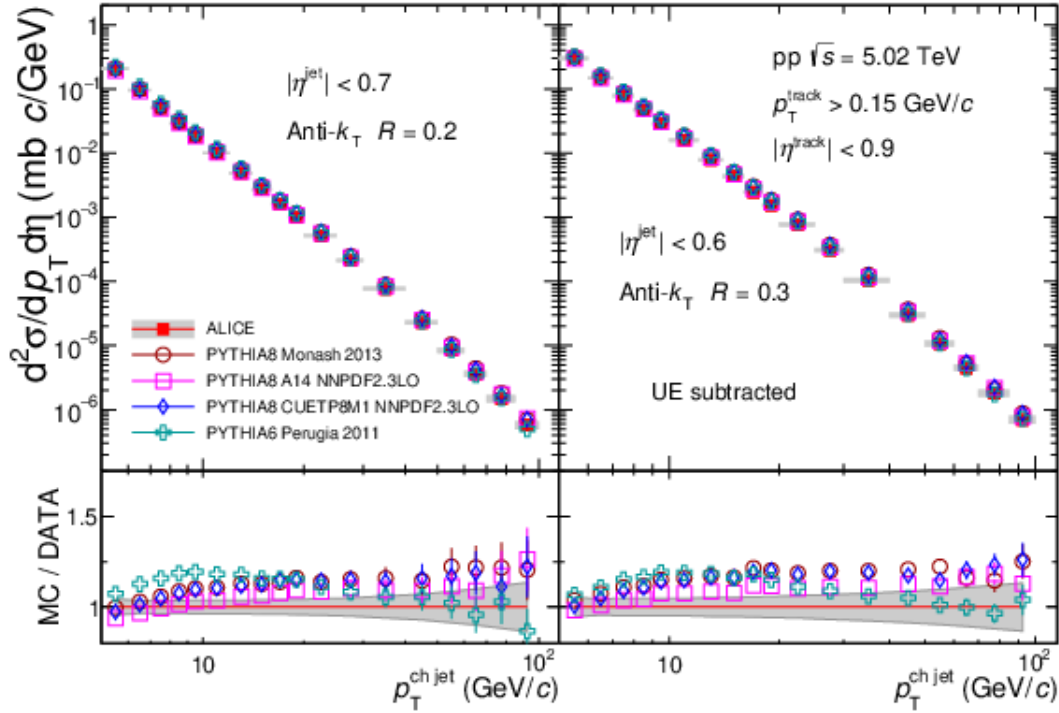 d²σ/dp_T dη (mb c/GeV)
1
10⁻¹
10⁻²
10⁻³
10⁻⁴
10⁻⁵
10⁻⁶
|η^jet| < 0.7
Anti-k_T R = 0.2
ALICE
PYTHIA8 Monash 2013
PYTHIA8 A14 NNPDF2.3LO
PYTHIA8 CUETP8M1 NNPDF2.3LO
PYTHIA6 Perugia 2011
pp √s = 5.02 TeV
p_T^track > 0.15 GeV/c
|η^track| < 0.9
|η^jet| < 0.6
Anti-k_T R = 0.3
UE subtracted
MC / DATA
1.5
1
10 10²
p_T^ch jet (GeV/c)
10 10²
p_T^ch jet (GeV/c)